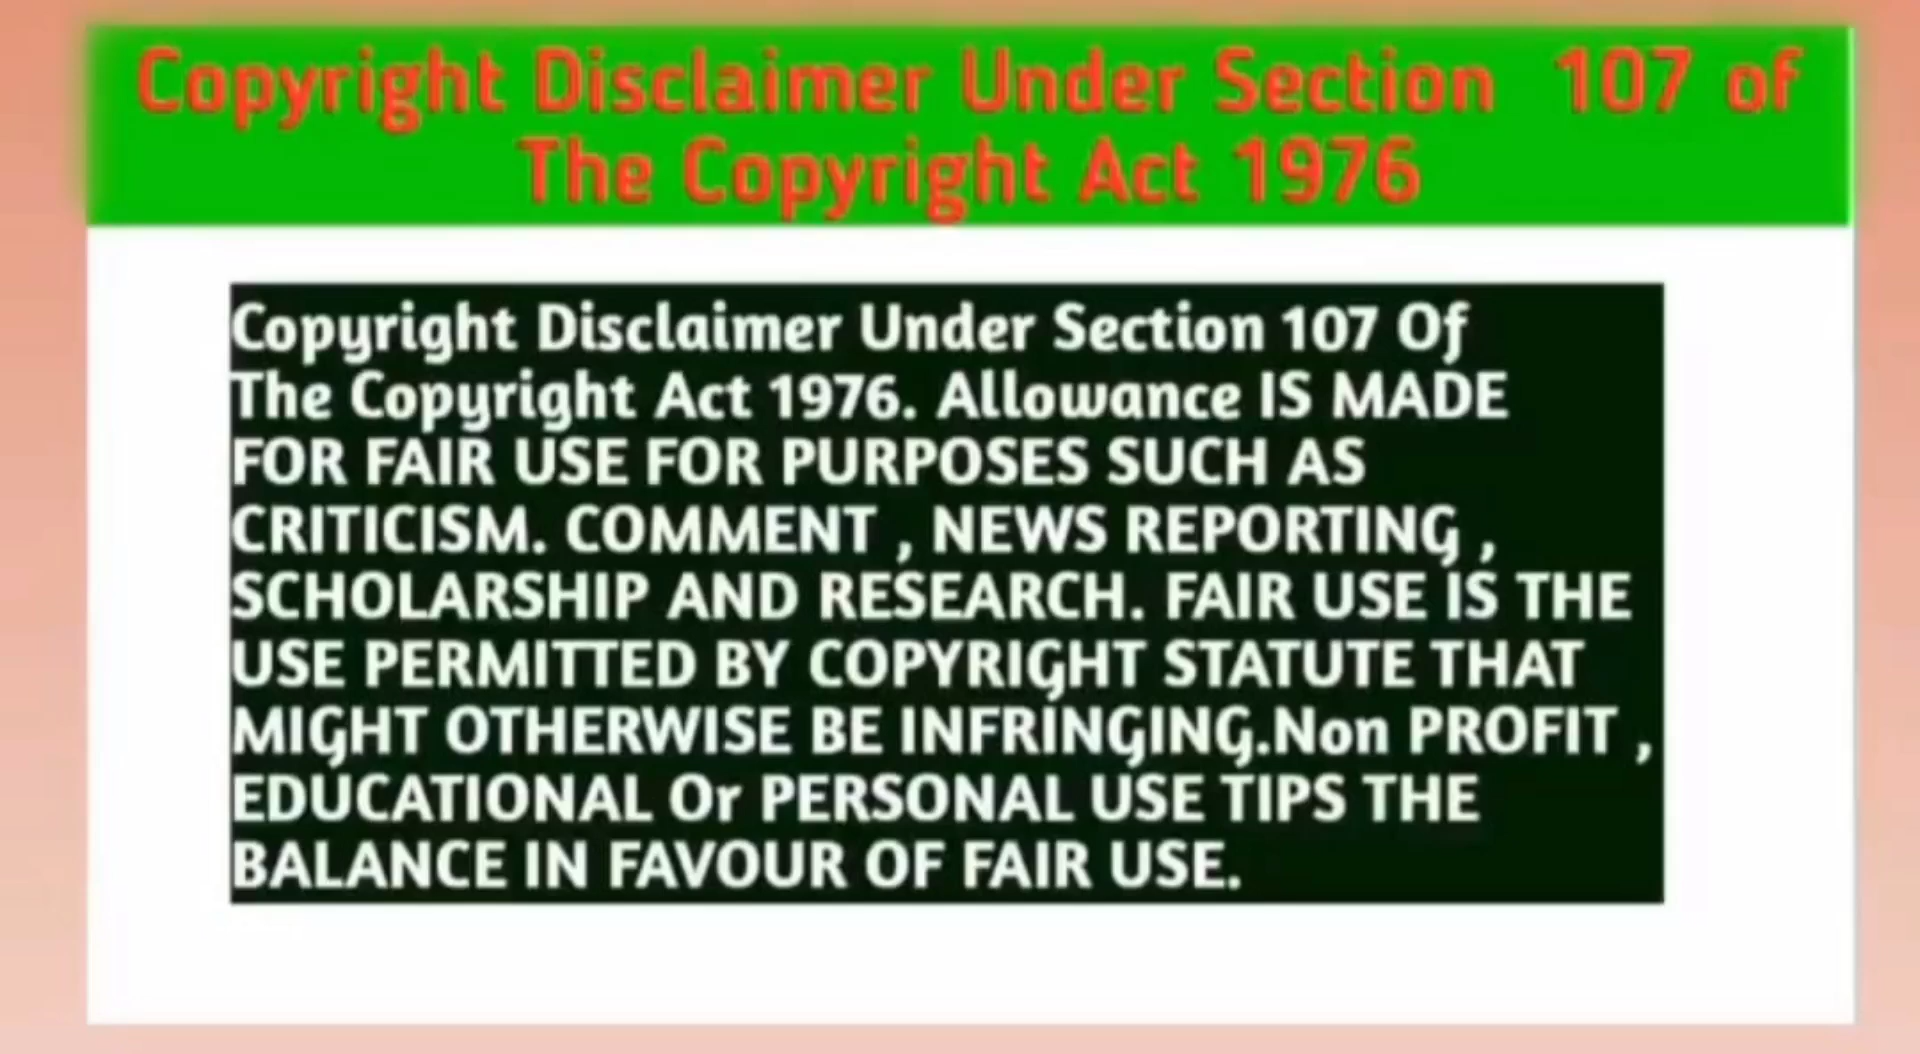 Copyright Disclaimer Under Section 107 of
The Copyright Act 1976
Copyright Disclaimer Under Section 107 Of
The Copyright Act 1976. Allowance IS MADE
FOR FAIR USE FOR PURPOSES SUCH AS
CRITICISM. COMMENT , NEWS REPORTING ,
SCHOLARSHIP AND RESEARCH. FAIR USE IS THE
USE PERMITTED BY COPYRIGHT STATUTE THAT
MIGHT OTHERWISE BE INFRINGING.Non PROFIT ,
EDUCATIONAL Or PERSONAL USE TIPS THE
BALANCE IN FAVOUR OF FAIR USE.